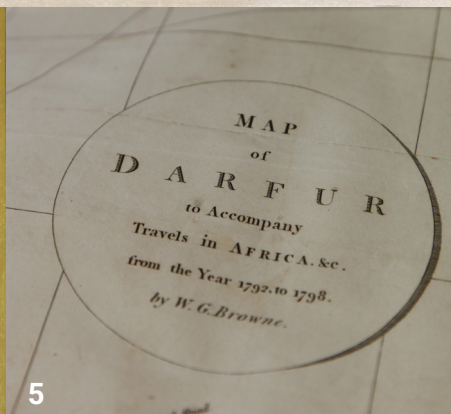 MAP
of
DARFUR
to Accompany
Travels in AFRICA.&c.
from the Year 1792.to 1798.
by W.G.Browne.
5